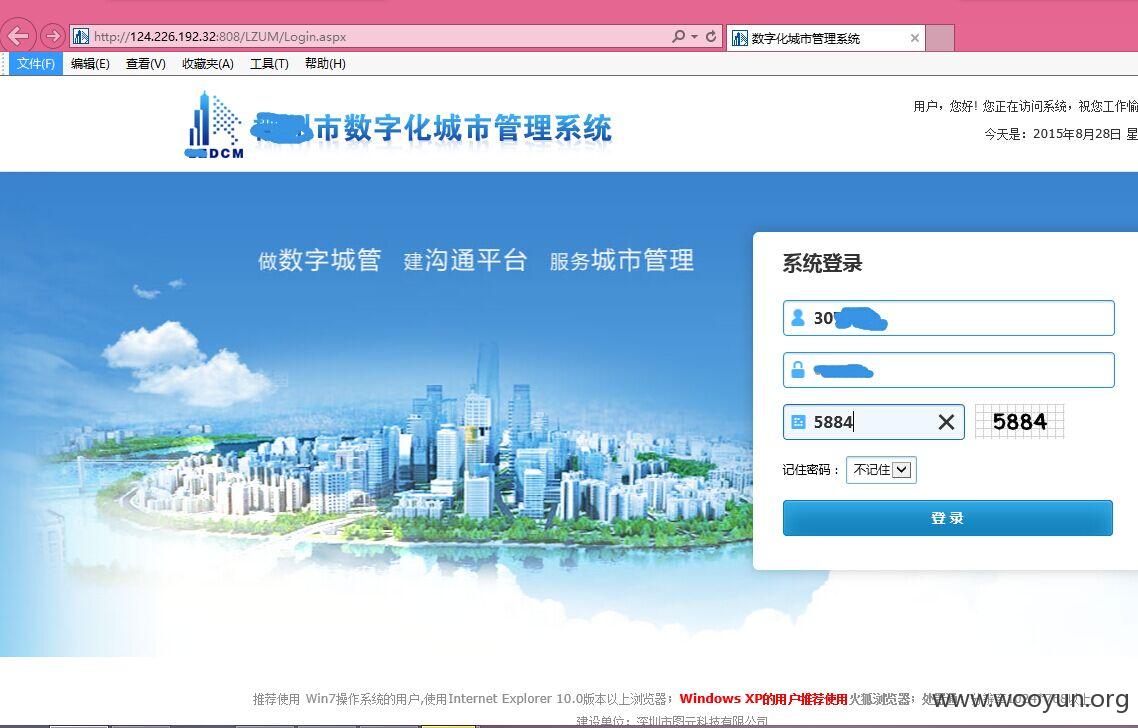 http://124.226.192.32:808/LZUM/Login.aspx
数字化城市管理系统
文件(F) 编辑(E) 查看(V) 收藏夹(A) 工具(T) 帮助(H)
用户，您好! 您正在访问系统，祝您工作愉
今天是：2015年8月28日 星
市数字化城市管理系统
DCM
做数字城管 建沟通平台 服务城市管理
系统登录
30
5884
5884
记住密码： 不记住
登 录
推荐使用 Win7操作系统的用户,使用Internet Explorer 10.0版本以上浏览器；Windows XP的用户推荐使用火狐浏览器；
www.wooyun.org
建设单位：深圳市图云科技有限公司